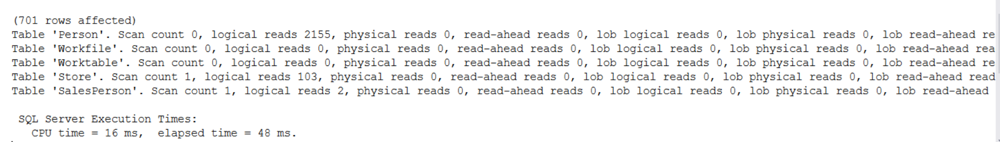 (701 rows affected)
Table 'Person'. Scan count 0, logical reads 2155, physical reads 0, read-ahead reads 0, lob logical reads 0, lob physical reads 0, lob read-ahead re
Table 'Workfile'. Scan count 0, logical reads 0, physical reads 0, read-ahead reads 0, lob logical reads 0, lob physical reads 0, lob read-ahead rea
Table 'Worktable'. Scan count 0, logical reads 0, physical reads 0, read-ahead reads 0, lob logical reads 0, lob physical reads 0, lob read-ahead re
Table 'Store'. Scan count 1, logical reads 103, physical reads 0, read-ahead reads 0, lob logical reads 0, lob physical reads 0, lob read-ahead read
Table 'SalesPerson'. Scan count 1, logical reads 2, physical reads 0, read-ahead reads 0, lob logical reads 0, lob physical reads 0, lob read-ahead
SQL Server Execution Times:
CPU time = 16 ms, elapsed time = 48 ms.